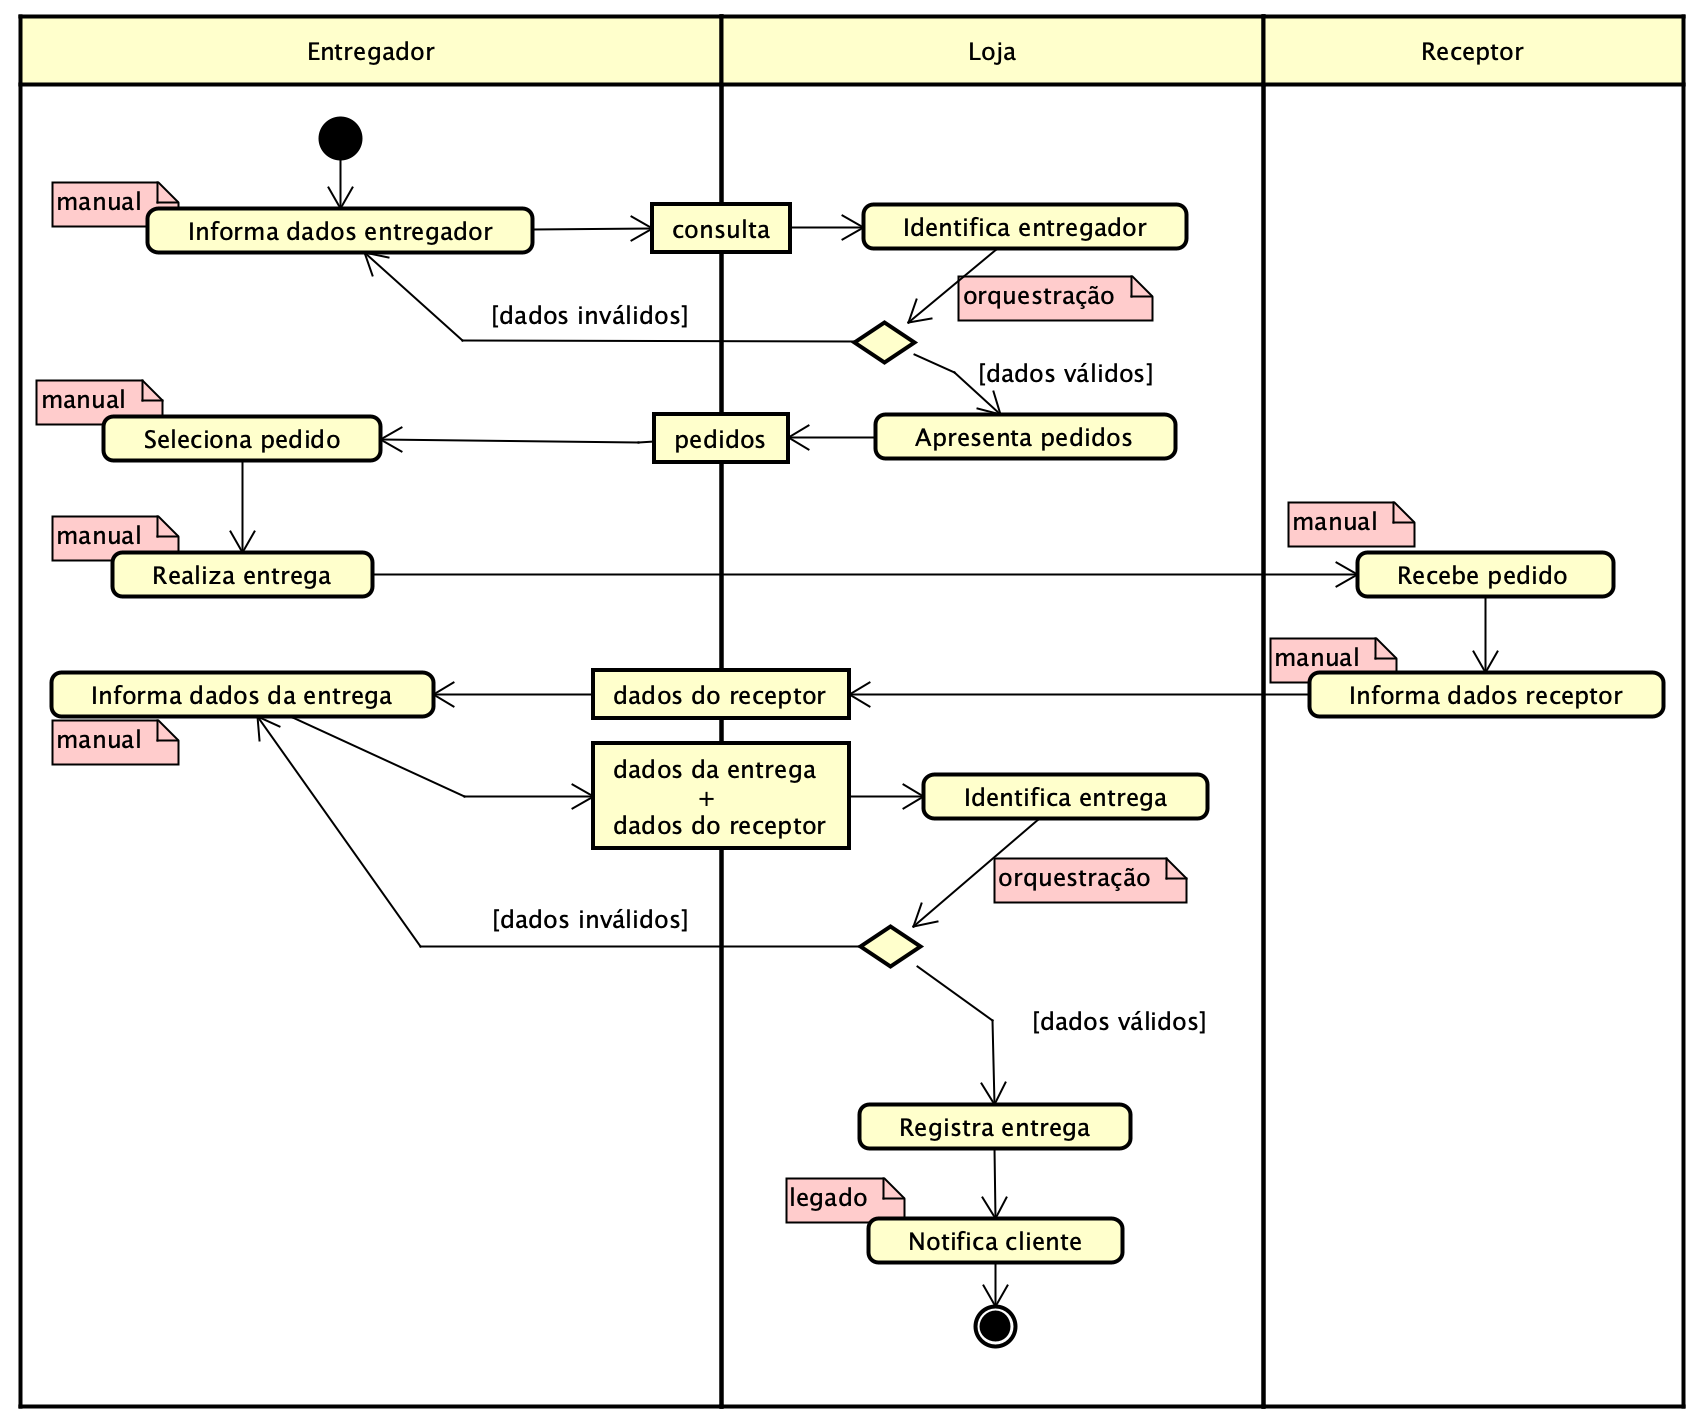 Entregador
Loja
Receptor
manual
Informa dados entregador
consulta
Identifica entregador
orquestração
[dados inválidos]
[dados válidos]
manual
Seleciona pedido
pedidos
Apresenta pedidos
manual
Realiza entrega
manual
Recebe pedido
manual
Informa dados da entrega
dados do receptor
Informa dados receptor
manual
dados da entrega
+
dados do receptor
Identifica entrega
orquestração
[dados inválidos]
[dados válidos]
Registra entrega
legado
Notifica cliente